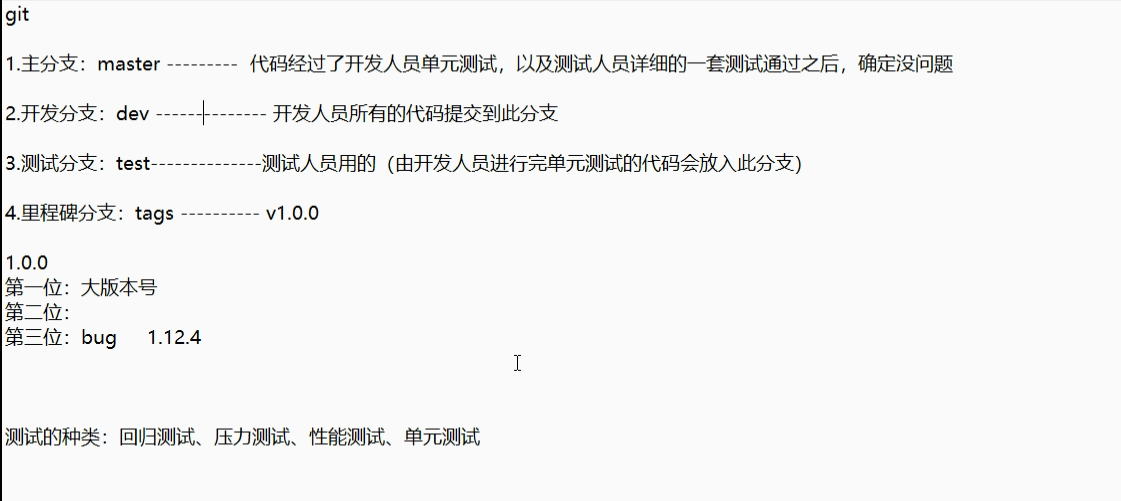 git
1.主分支：master --------- 代码经过了开发人员单元测试，以及测试人员详细的一套测试通过之后，确定没问题
2.开发分支：dev -------------- 开发人员所有的代码提交到此分支
3.测试分支：test--------------测试人员用的（由开发人员进行完单元测试的代码会放入此分支）
4.里程碑分支：tags ---------- v1.0.0
1.0.0
第一位：大版本号
第二位：
第三位：bug 1.12.4
测试的种类：回归测试、压力测试、性能测试、单元测试